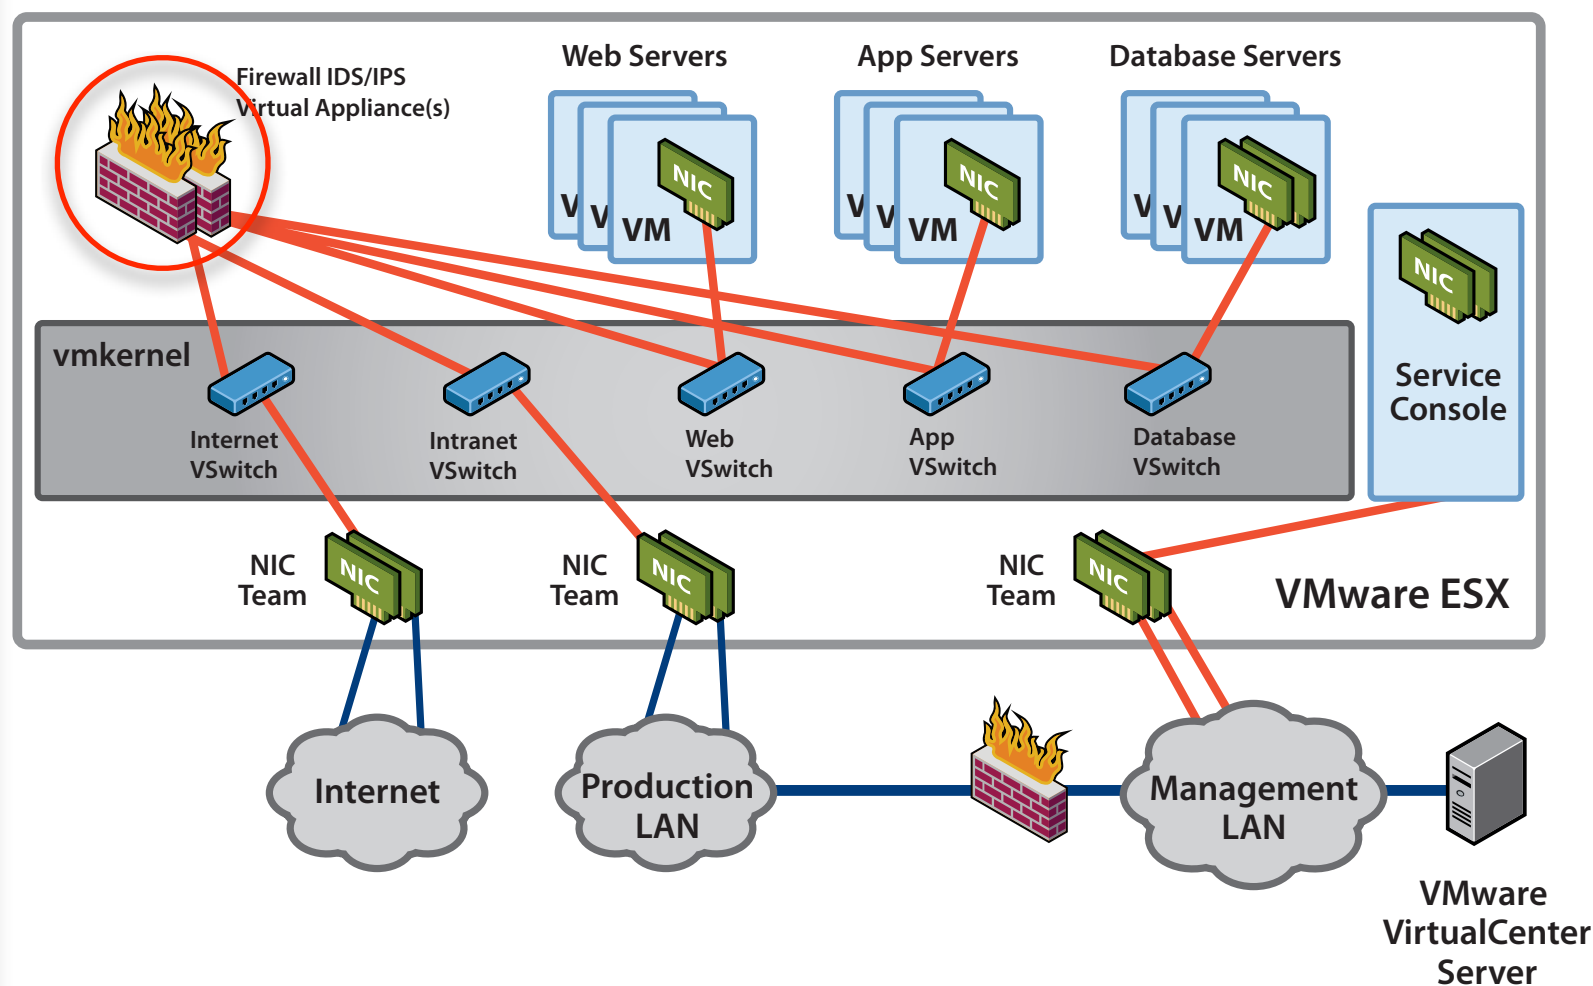 Web Servers
App Servers
Database Servers
Firewall IDS/IPS
Virtual Appliance(s)
NIC
NIC
NIC
V
V
VM
V
V
VM
V
V
VM
NIC
Service
Console
vmkernel
Internet
VSwitch
Intranet
VSwitch
Web
VSwitch
App
VSwitch
Database
VSwitch
NIC
Team
NIC
NIC
Team
NIC
NIC
Team
NIC
VMware ESX
Internet
Production
LAN
Management
LAN
VMware
VirtualCenter
Server